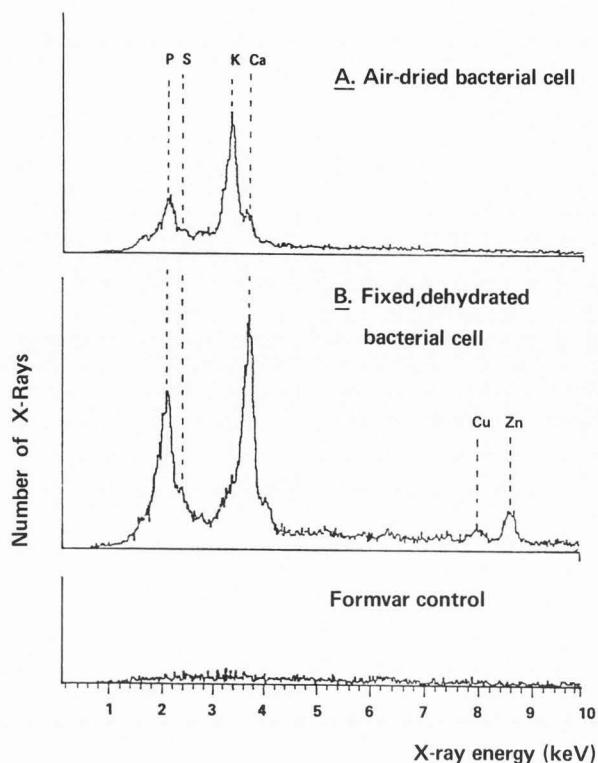 P S K Ca
A. Air-dried bacterial cell
B. Fixed,dehydrated
bacterial cell
Cu Zn
Number of X-Rays
Formvar control
1 2 3 4 5 6 7 8 9 10
X-ray energy (keV)